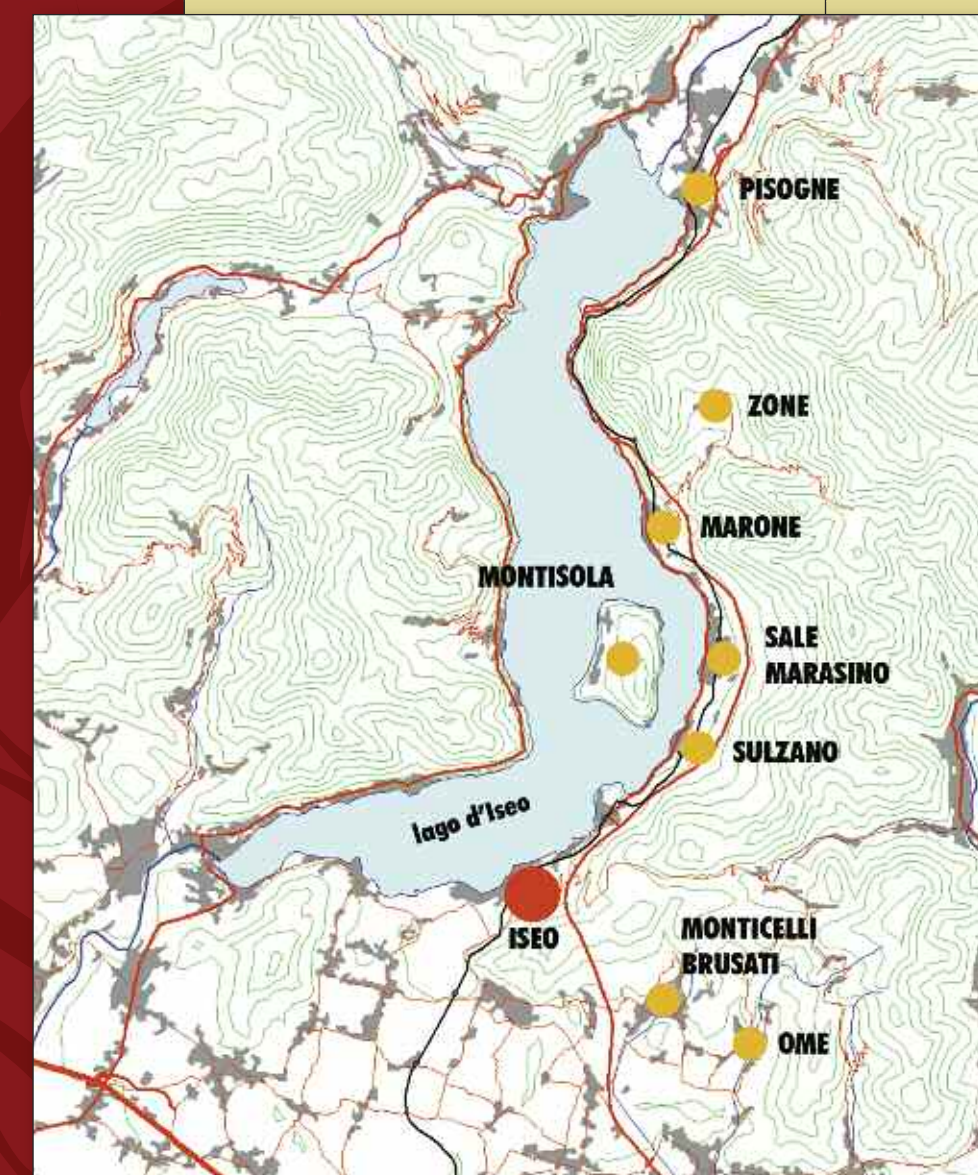 PISOGNE
ZONE
MARONE
MONTISOLA
SALE
MARASINO
SULZANO
lago d'Iseo
ISEO
MONTICELLI
BRUSATI
OME